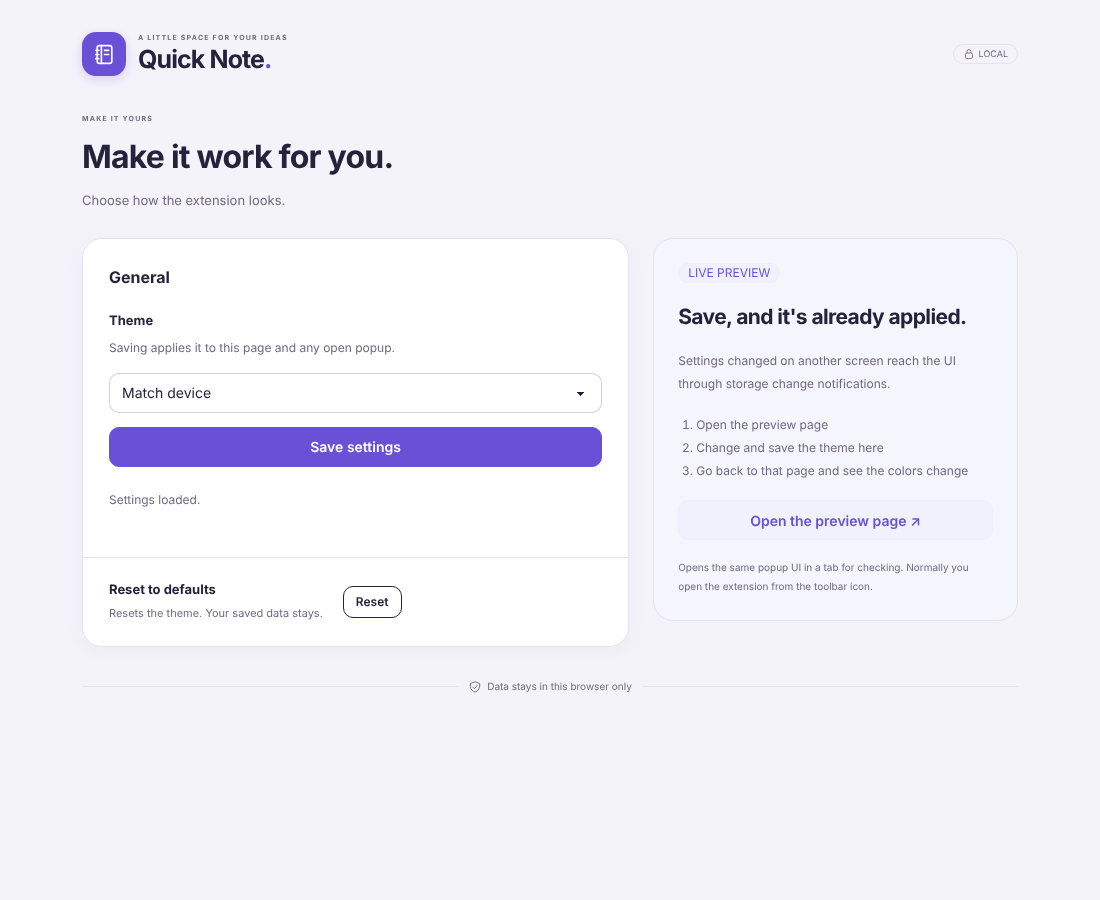 A LITTLE SPACE FOR YOUR IDEAS
Quick Note.
LOCAL
MAKE IT YOURS
Make it work for you.
Choose how the extension looks.
General
Theme
Saving applies it to this page and any open popup.
Match device
Save settings
Settings loaded.
Reset to defaults
Resets the theme. Your saved data stays.
Reset
LIVE PREVIEW
Save, and it's already applied.
Settings changed on another screen reach the UI
through storage change notifications.
1. Open the preview page
2. Change and save the theme here
3. Go back to that page and see the colors change
Open the preview page ↗
Opens the same popup UI in a tab for checking. Normally you
open the extension from the toolbar icon.
Data stays in this browser only